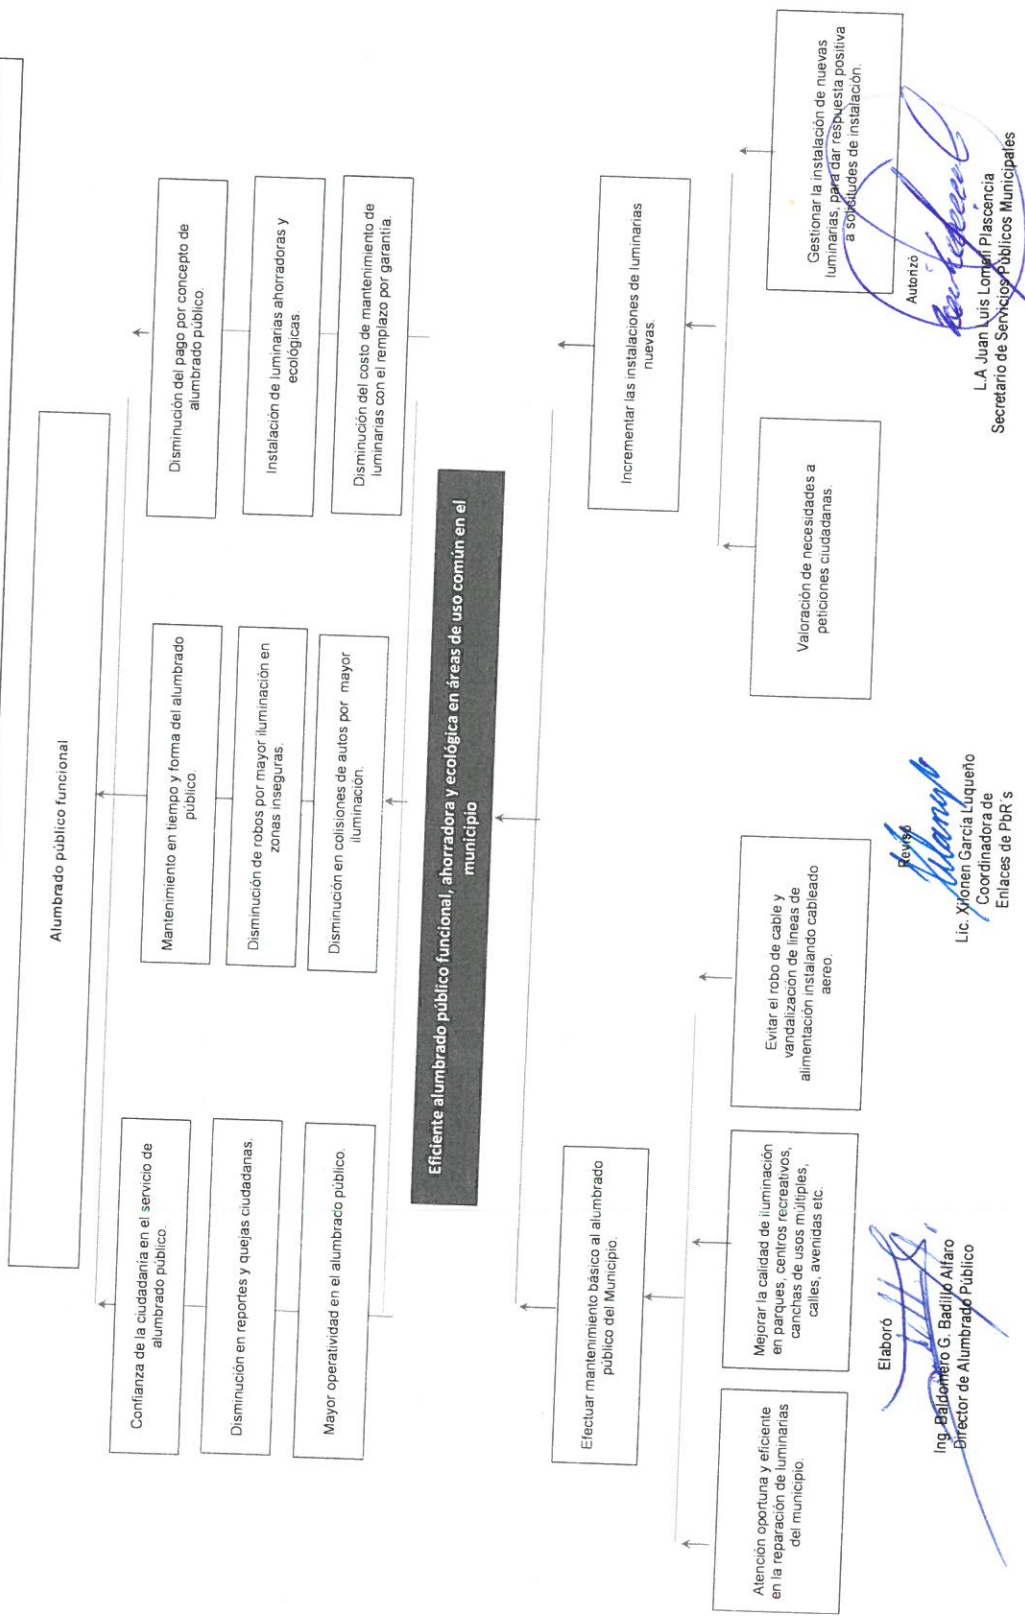 Alumbrado público funcional
Confianza de la ciudadanía en el servicio de
alumbrado público.
Disminución en reportes y quejas ciudadanas.
Mayor operatividad en el alumbrado público.
Mantenimiento en tiempo y forma del alumbrado
público.
Disminución de robos por mayor iluminación en
zonas inseguras.
Disminución en colisiones de autos por mayor
iluminación.
Disminución del pago por concepto de
alumbrado público.
Instalación de luminarias ahorradoras y
ecológicas.
Disminución del costo de mantenimiento de
luminarias con el remplazo por garantía.
Eficiente alumbrado público funcional, ahorradora y ecológica en áreas de uso común en el
municipio
Efectuar mantenimiento básico al alumbrado
público del Municipio.
Incrementar las instalaciones de luminarias
nuevas.
Atención oportuna y eficiente
en la reparación de luminarias
del municipio.
Mejorar la calidad de iluminación
en parques, centros recreativos,
canchas de usos múltiples,
calles, avenidas etc.
Evitar el robo de cable y
vandalización de lineas de
alimentación instalando cableado
aereo.
Valoración de necesidades a
peticiones ciudadanas.
Gestionar la instalación de nuevas
luminarias, para dar respuesta positiva
a solicitudes de instalación.
Elaboró
Ing. Baldomero G. Badillo Alfaro
Director de Alumbrado Público
Revisó
Lic. Xilonen García Luqueño
Coordinadora de
Enlaces de PbR´s
Autorizó
L.A Juan Luis Lomelí Plascencia
Secretario de Servicios Públicos Municipales